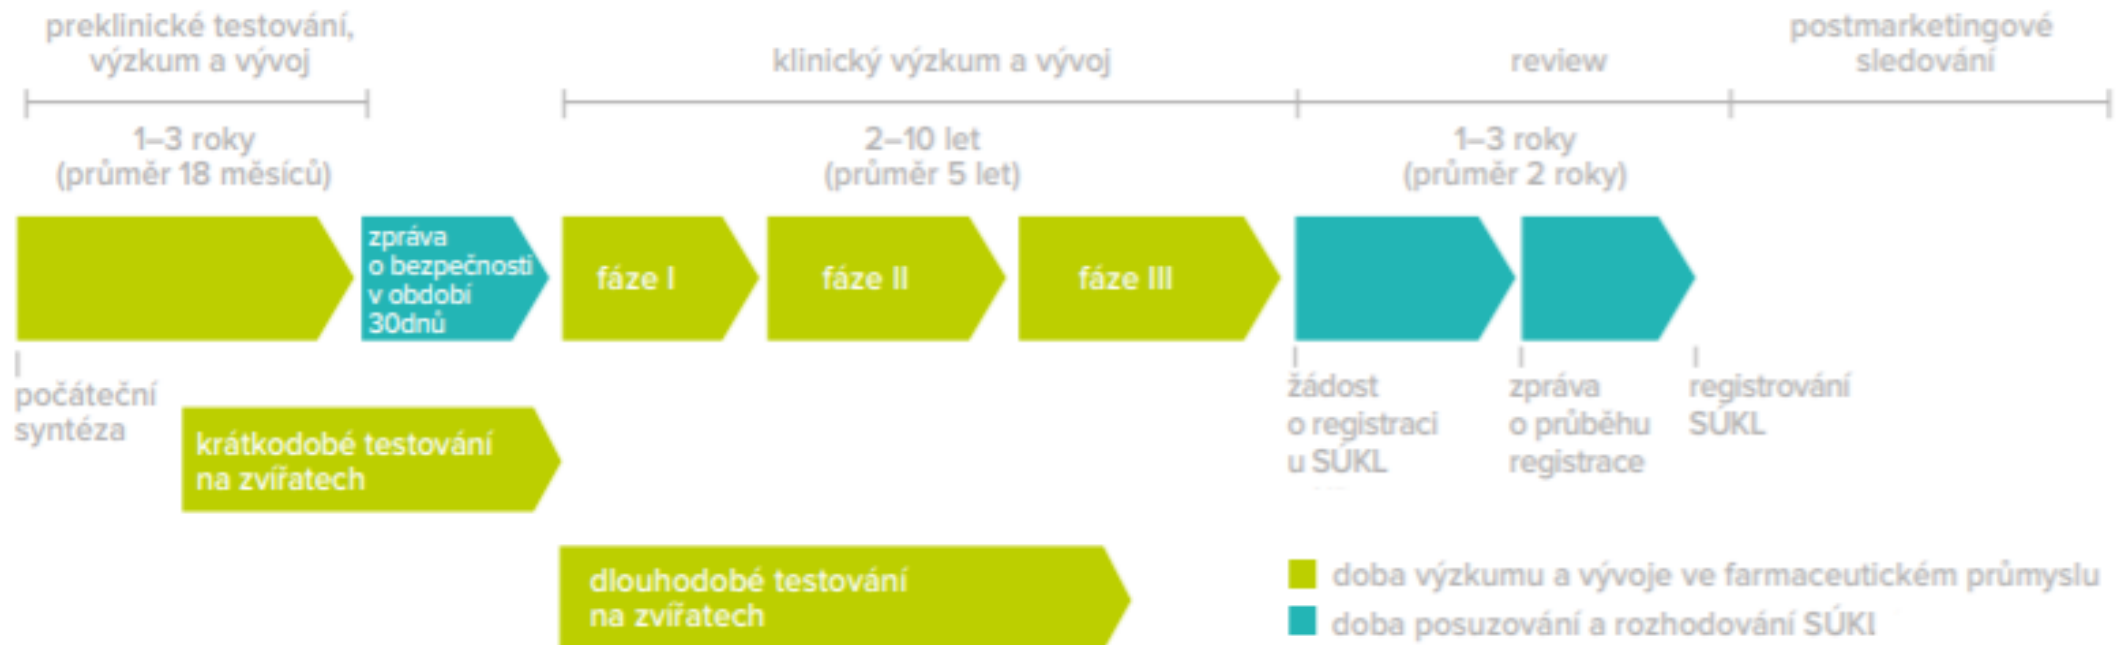 preklinické testování,
výzkum a vývoj
klinický výzkum a vývoj
review
postmarketingové
sledování
1–3 roky
(průměr 18 měsíců)
2–10 let
(průměr 5 let)
1–3 roky
(průměr 2 roky)
zpráva
o bezpečnosti
v období
30dnů
fáze I
fáze II
fáze III
počáteční
syntéza
žádost
o registraci
u SÚKL
zpráva
o průběhu
registrace
registrování
SÚKL
krátkodobé testování
na zvířatech
dlouhodobé testování
na zvířatech
doba výzkumu a vývoje ve farmaceutickém průmyslu
doba posuzování a rozhodování SÚKL